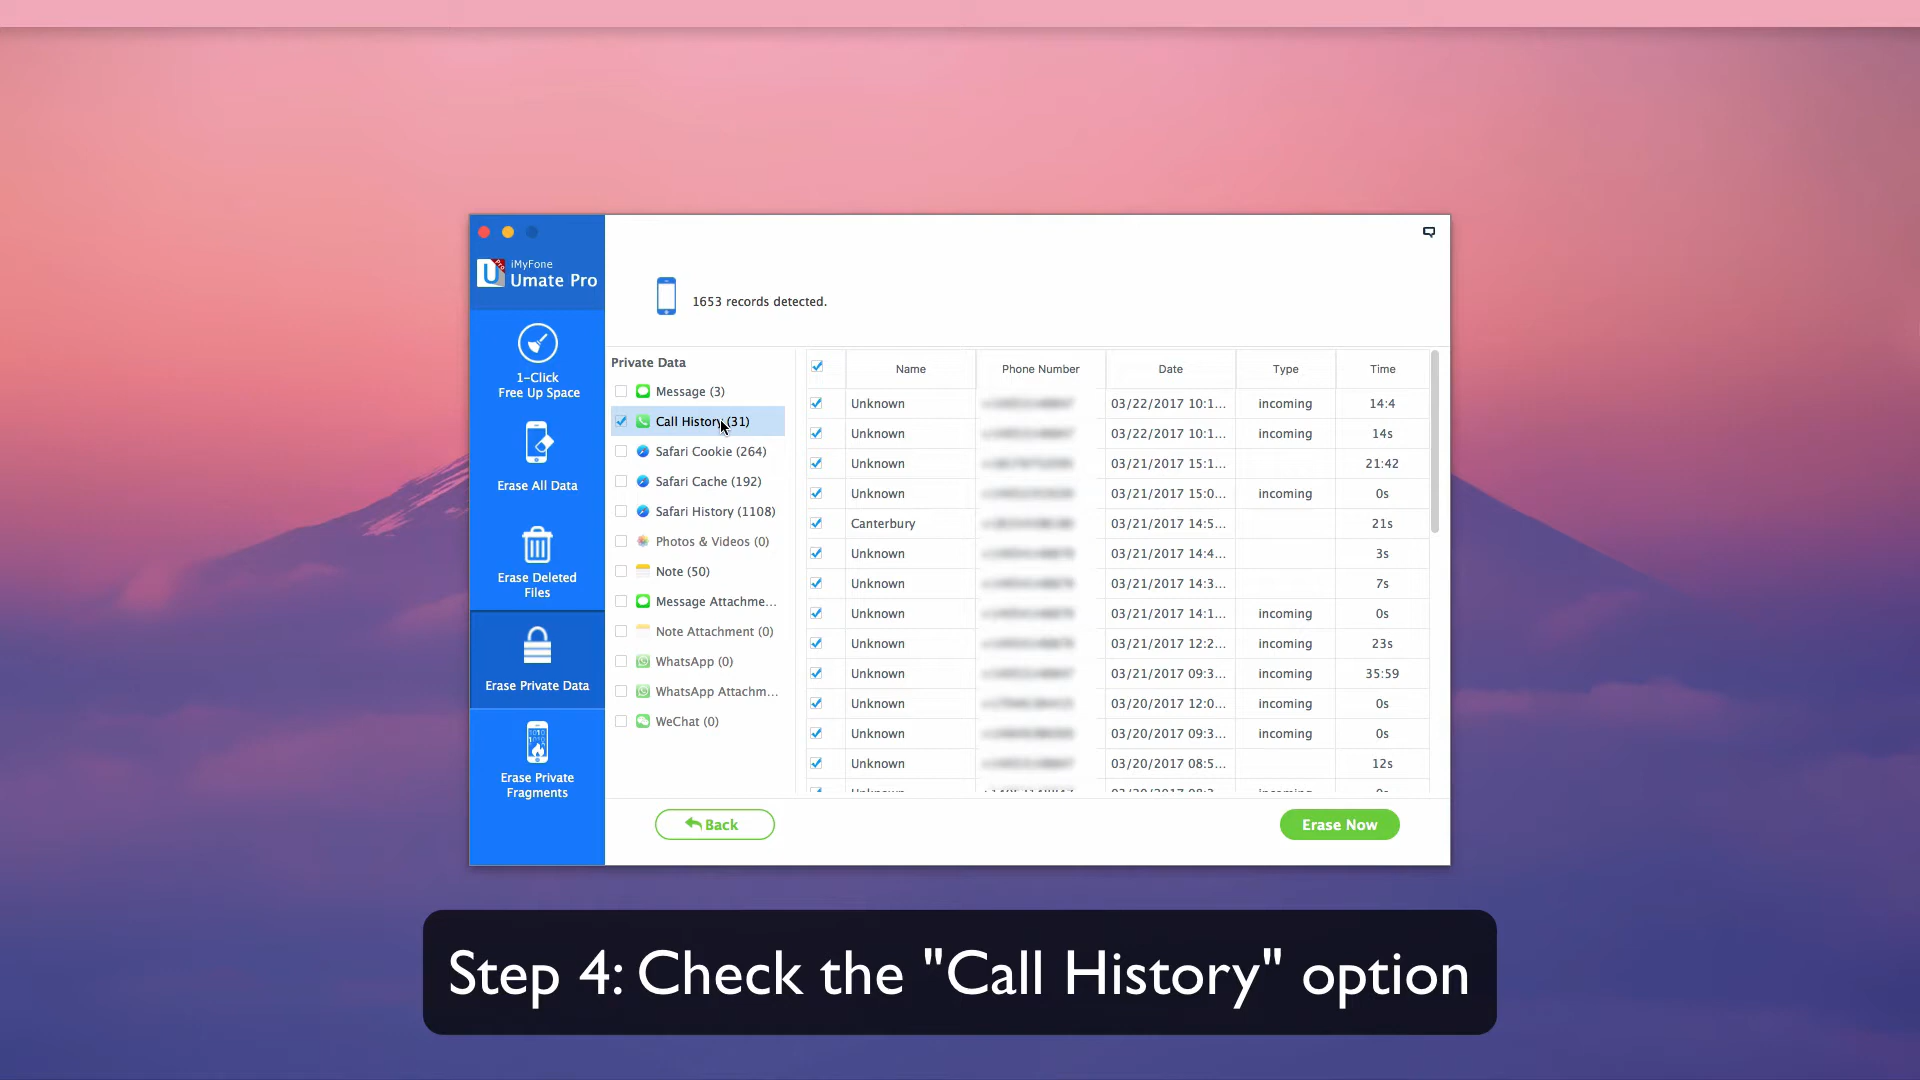 iMyFone
Umate Pro
1-Click
Free Up Space
Erase All Data
Erase Deleted
Files
Erase Private Data
Erase Private
Fragments
1653 records detected.
Private Data
Message (3)
Call History (31)
Safari Cookie (264)
Safari Cache (192)
Safari History (1108)
Photos & Videos (0)
Note (50)
Message Attachme...
Note Attachment (0)
WhatsApp (0)
WhatsApp Attachm...
WeChat (0)
Name Phone Number Date Type Time
Unknown 03/22/2017 10:1... incoming 14:4
Unknown 03/22/2017 10:1... incoming 14s
Unknown 03/21/2017 15:1... 21:42
Unknown 03/21/2017 15:0... incoming 0s
Canterbury 03/21/2017 14:5... 21s
Unknown 03/21/2017 14:4... 3s
Unknown 03/21/2017 14:3... 7s
Unknown 03/21/2017 14:1... incoming 0s
Unknown 03/21/2017 12:2... incoming 23s
Unknown 03/21/2017 09:3... incoming 35:59
Unknown 03/20/2017 12:0... incoming 0s
Unknown 03/20/2017 09:3... incoming 0s
Unknown 03/20/2017 08:5... 12s
Back
Erase Now
Step 4: Check the "Call History" option